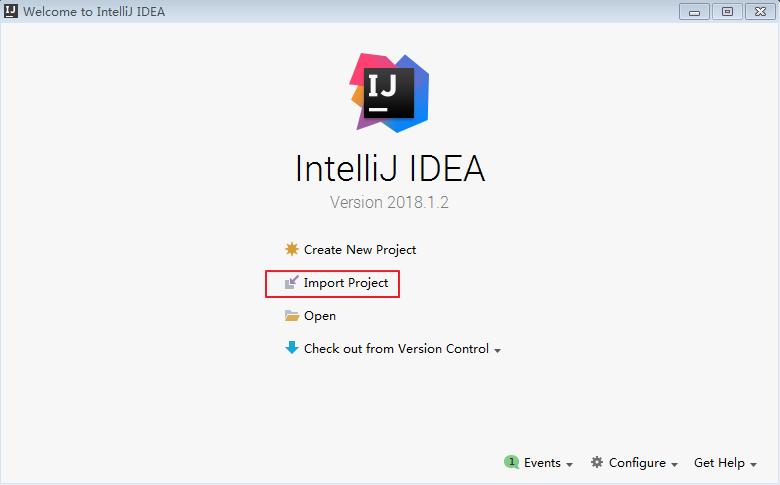 Welcome to IntelliJ IDEA
IJ
IntelliJ IDEA
Version 2018.1.2
Create New Project
Import Project
Open
Check out from Version Control
1 Events Configure Get Help